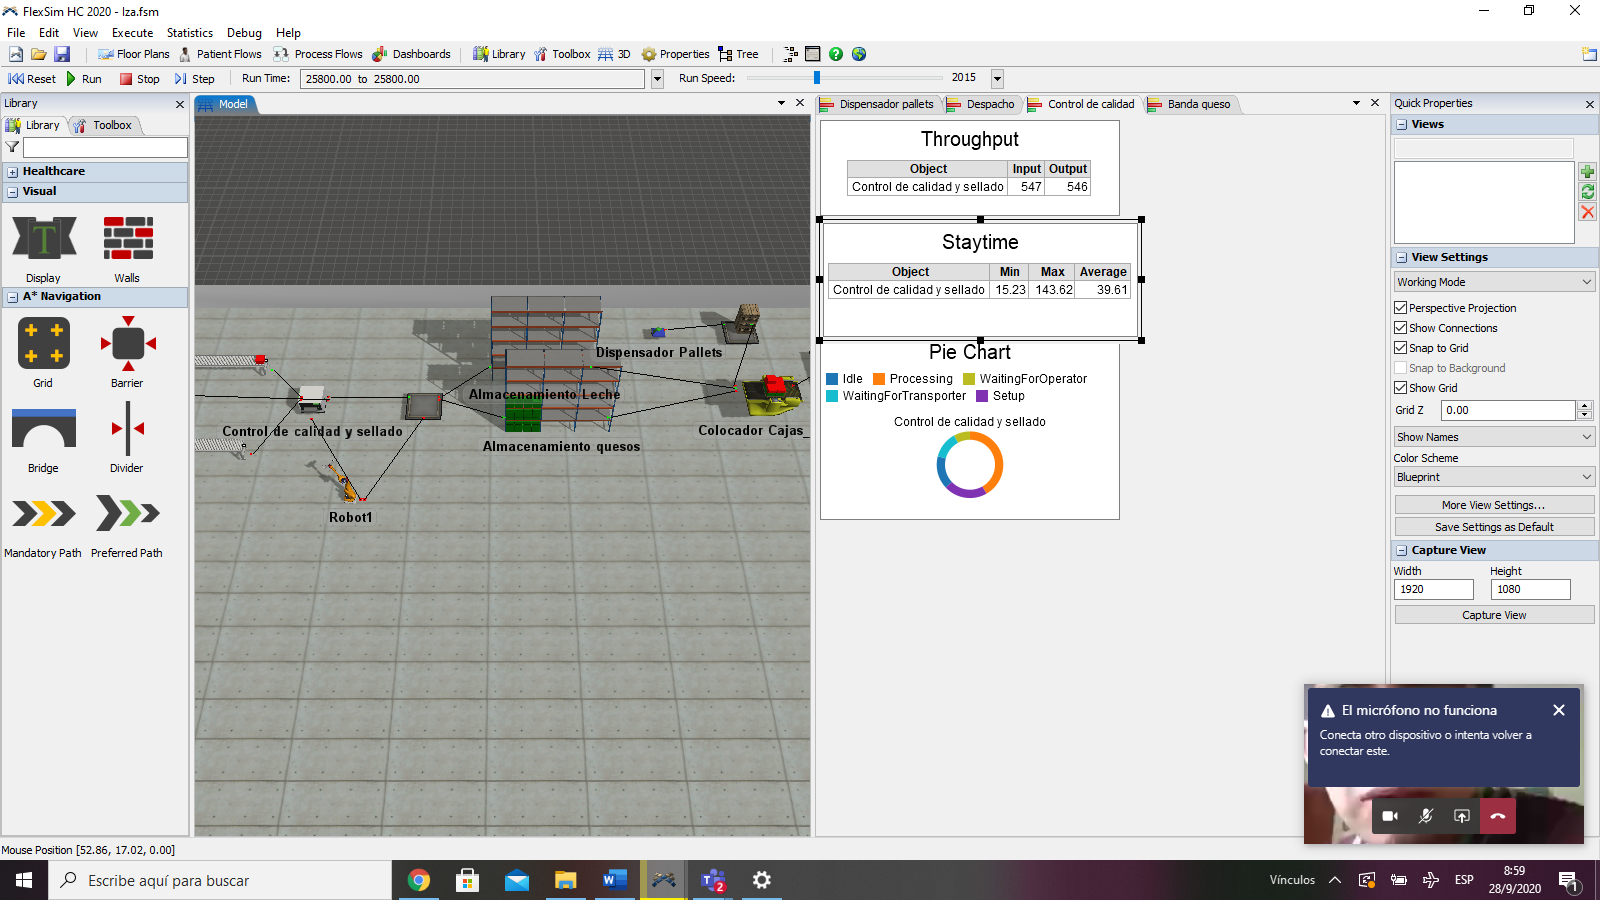 FlexSim HC 2020 - Iza.fsm
File Edit View Execute Statistics Debug Help
Floor Plans Patient Flows Process Flows Dashboards Library Toolbox 3D Properties Tree
Reset Run Stop Step Run Time: 25800.00 to 25800.00 Run Speed: 2015
Library
Library Toolbox
Healthcare
Visual
T
Display Walls
A* Navigation
Grid Barrier
Bridge Divider
Mandatory Path Preferred Path
Model
Dispensador Pallets
Almacenamiento Leche
Control de calidad y sellado
Colocador Cajas_
Almacenamiento quesos
Robot1
Dispensador pallets Despacho Control de calidad Banda queso
Throughput
Object Input Output
Control de calidad y sellado 547 546
Staytime
Object Min Max Average
Control de calidad y sellado 15.23 143.62 39.61
Pie Chart
Idle Processing WaitingForOperator
WaitingForTransporter Setup
Control de calidad y sellado
Quick Properties
Views
View Settings
Working Mode
Perspective Projection
Show Connections
Snap to Grid
Snap to Background
Show Grid
Grid Z 0.00
Show Names
Color Scheme
Blueprint
More View Settings...
Save Settings as Default
Capture View
Width Height
1920 1080
Capture View
El micrófono no funciona
Conecta otro dispositivo o intenta volver a
conectar este.
Mouse Position [52.86, 17.02, 0.00]
Escribe aquí para buscar
2
Vínculos ESP 8:59
28/9/2020
1